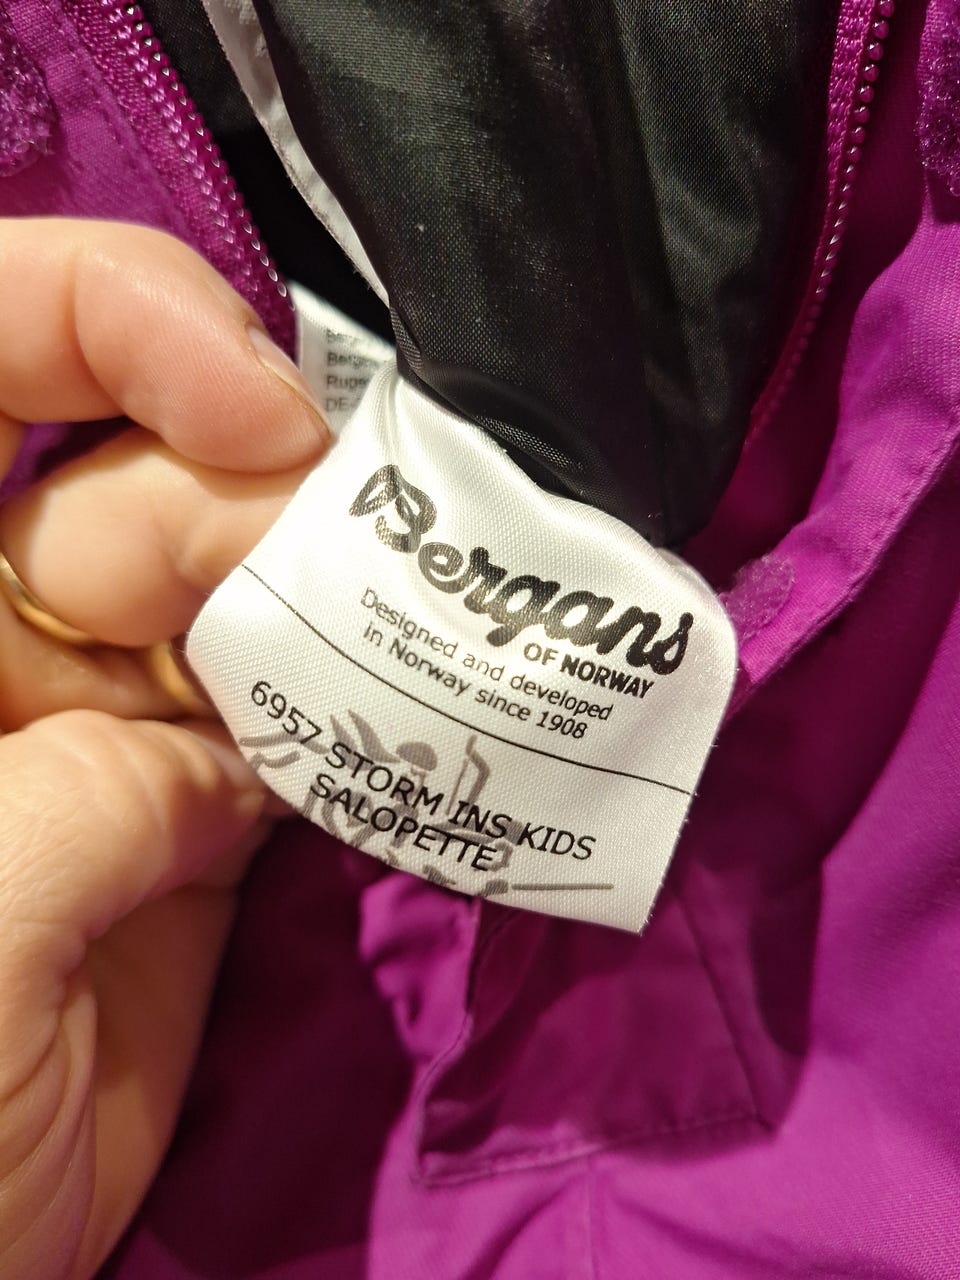 Bergans
OF NORWAY
Designed and developed
in Norway since 1908
6957 STORM INS KIDS
SALOPETTE